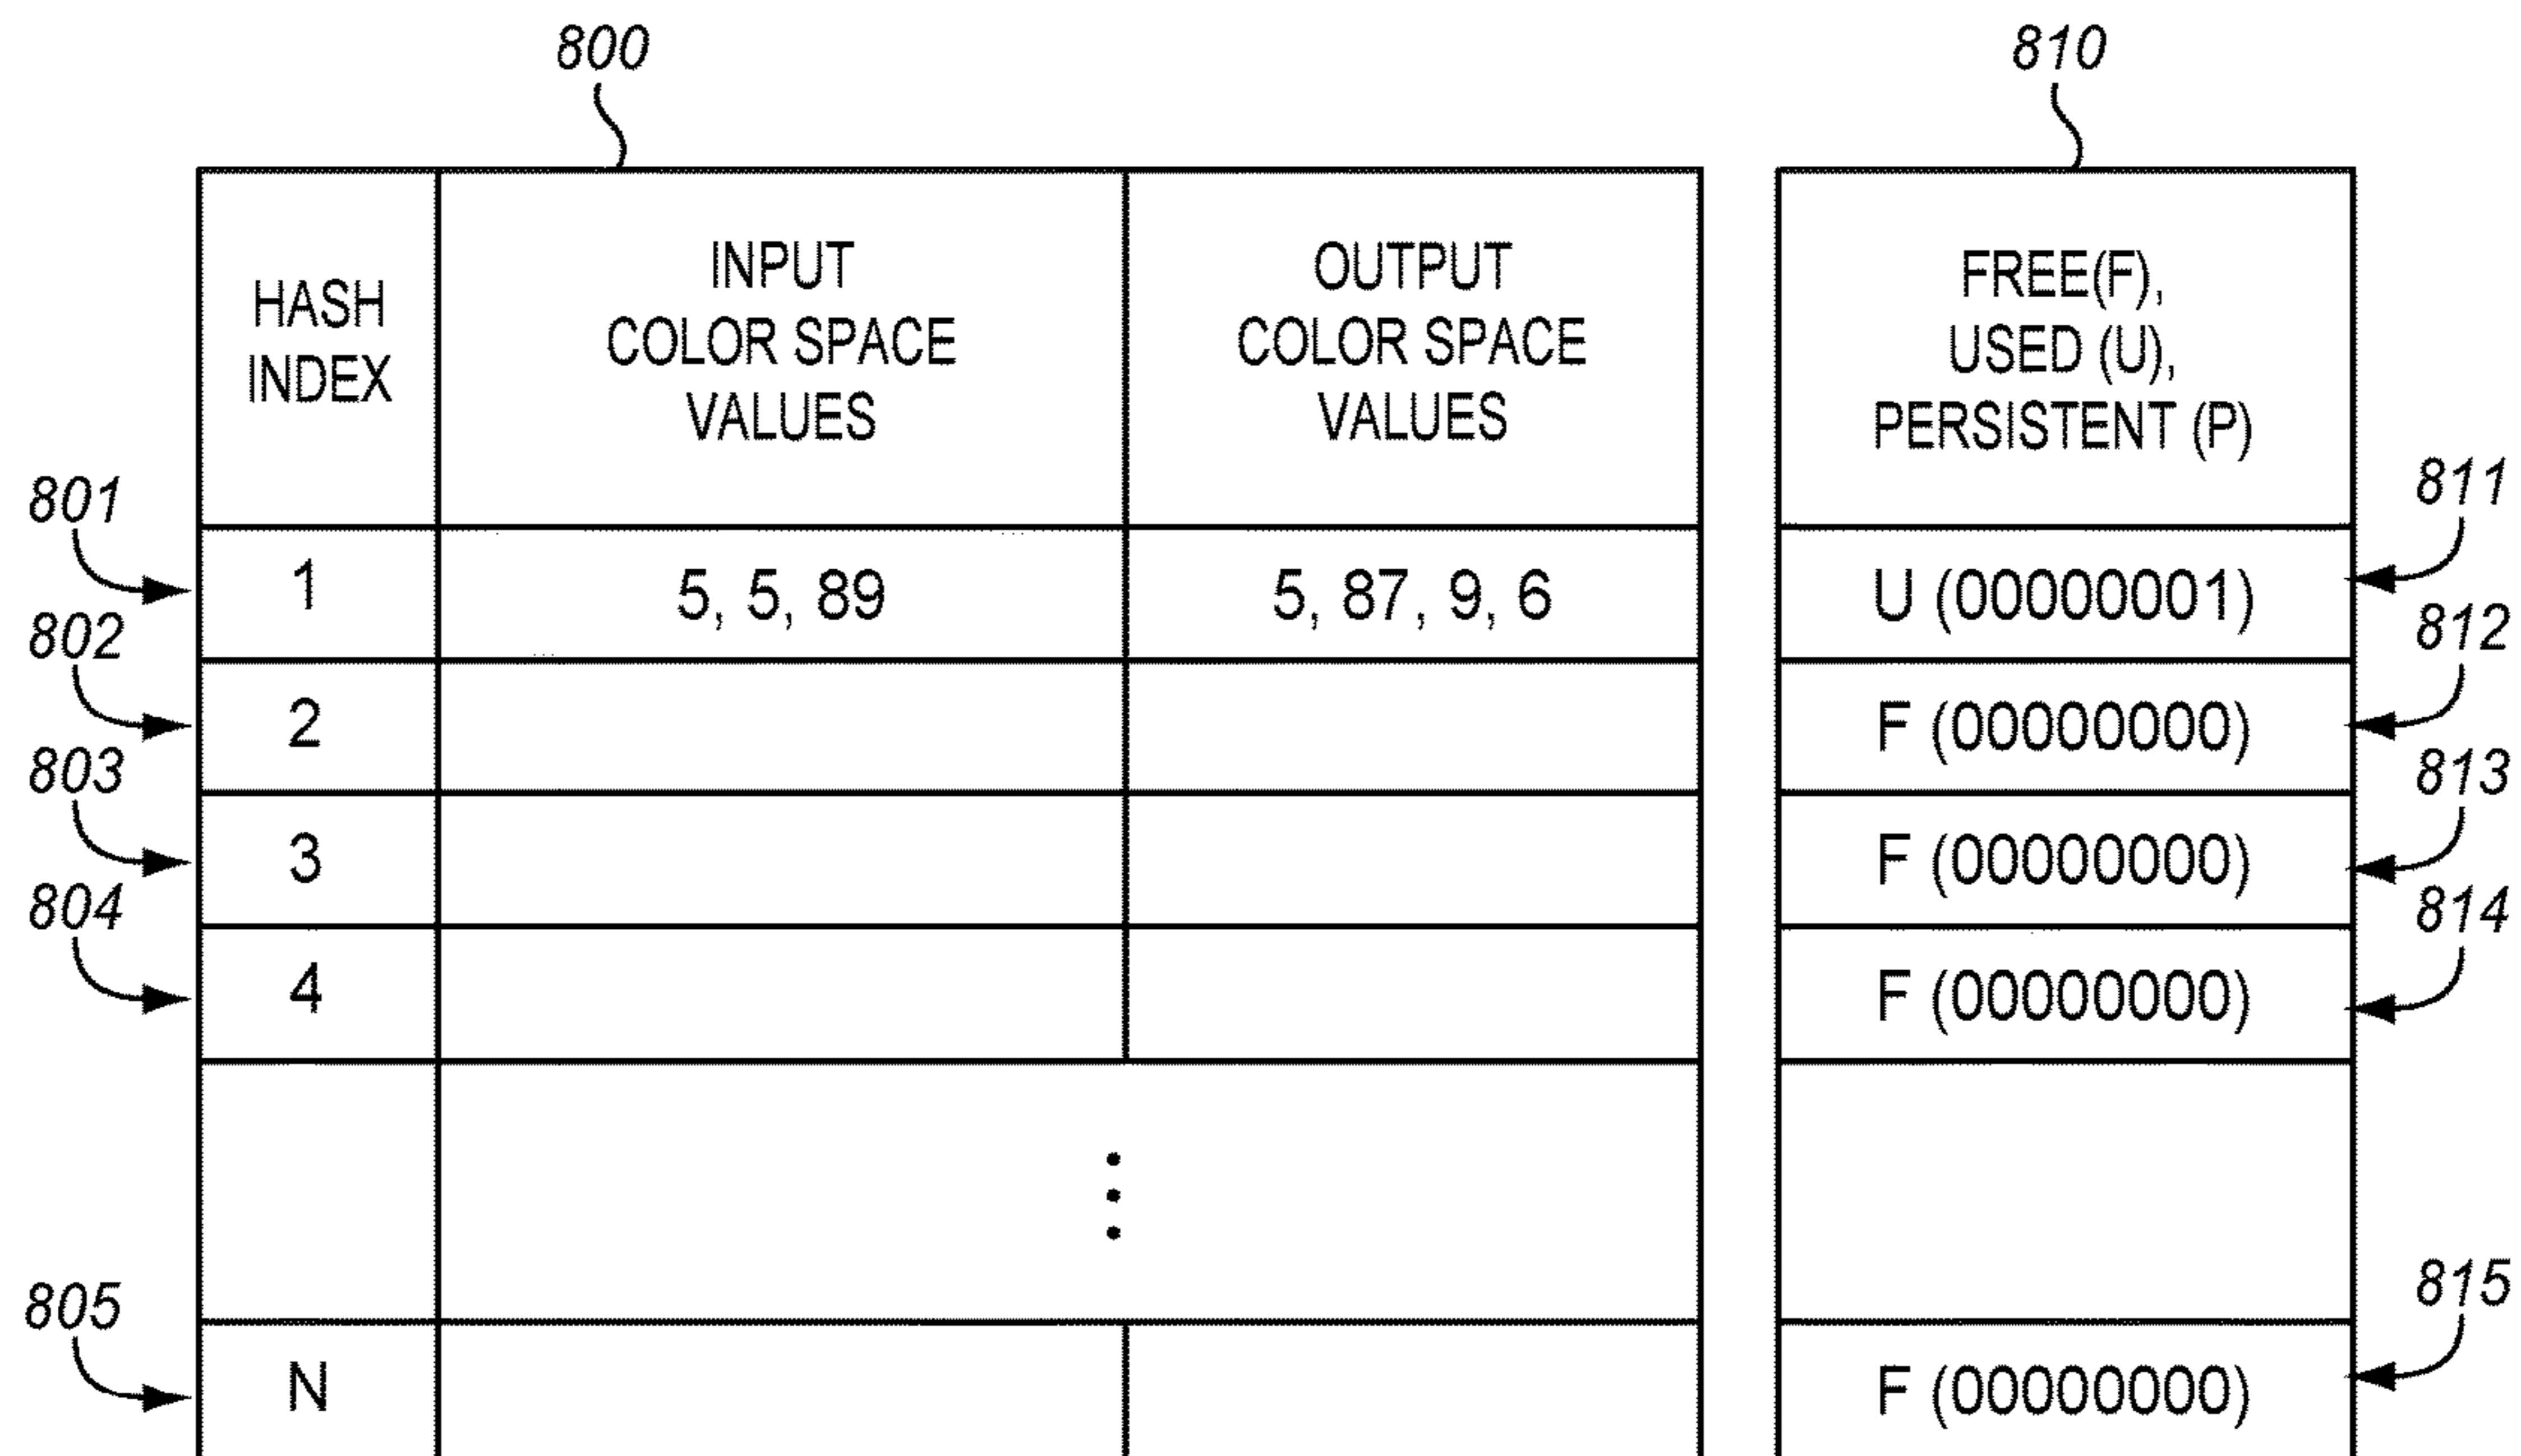 800
810
HASH
INDEX
INPUT
COLOR SPACE
VALUES
OUTPUT
COLOR SPACE
VALUES
FREE(F),
USED (U),
PERSISTENT (P)
801
1
5, 5, 89
5, 87, 9, 6
U (00000001)
811
802
2
F (00000000)
812
803
3
F (00000000)
813
804
4
F (00000000)
814
805
N
F (00000000)
815